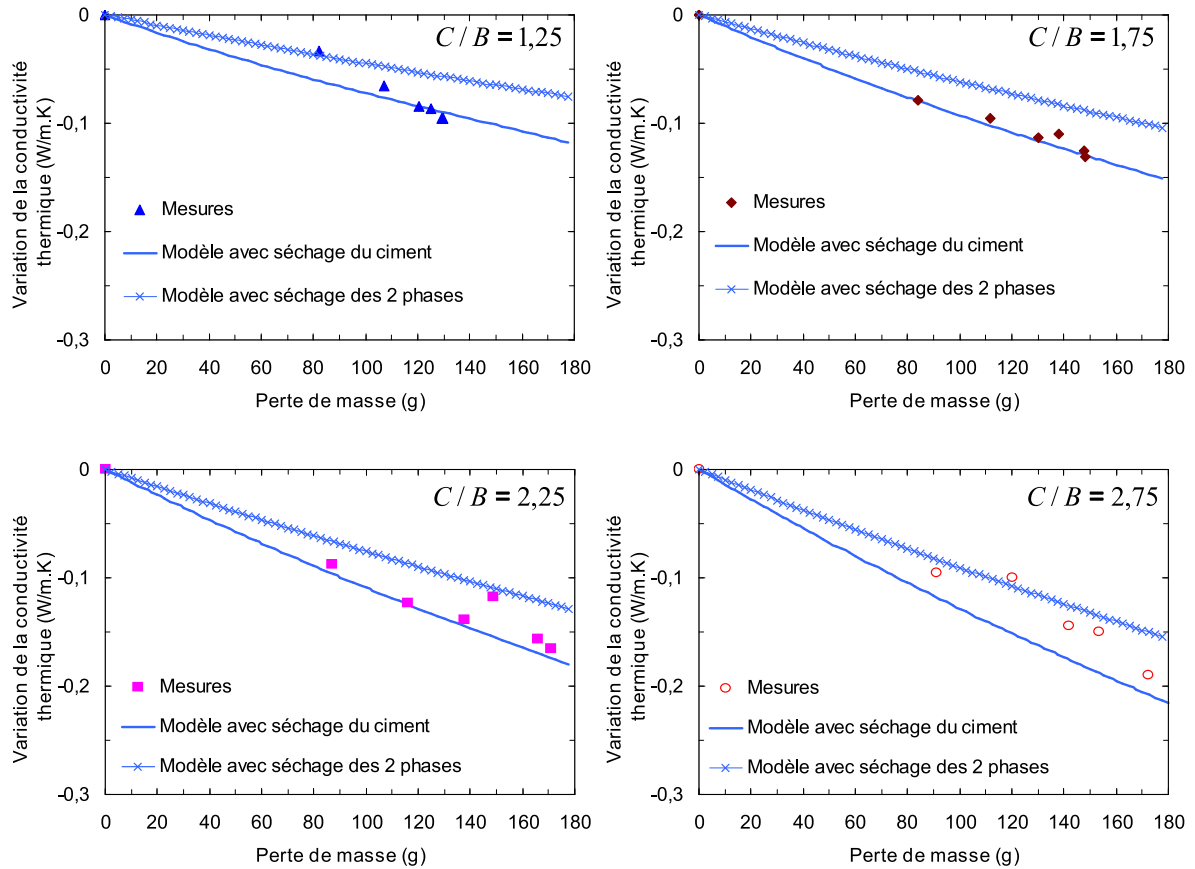 Variation de la conductivité
thermique (W/m.K)
0
-0,1
-0,2
-0,3
C / B = 1,25
Mesures
Modèle avec séchage du ciment
Modèle avec séchage des 2 phases
0 20 40 60 80 100 120 140 160 180
Perte de masse (g)
Variation de la conductivité
thermique (W/m.K)
0
-0,1
-0,2
-0,3
C / B = 1,75
Mesures
Modèle avec séchage du ciment
Modèle avec séchage des 2 phases
0 20 40 60 80 100 120 140 160 180
Perte de masse (g)
Variation de la conductivité
thermique (W/m.K)
0
-0,1
-0,2
-0,3
C / B = 2,25
Mesures
Modèle avec séchage du ciment
Modèle avec séchage des 2 phases
0 20 40 60 80 100 120 140 160 180
Perte de masse (g)
Variation de la conductivité
thermique (W/m.K)
0
-0,1
-0,2
-0,3
C / B = 2,75
Mesures
Modèle avec séchage du ciment
Modèle avec séchage des 2 phases
0 20 40 60 80 100 120 140 160 180
Perte de masse (g)